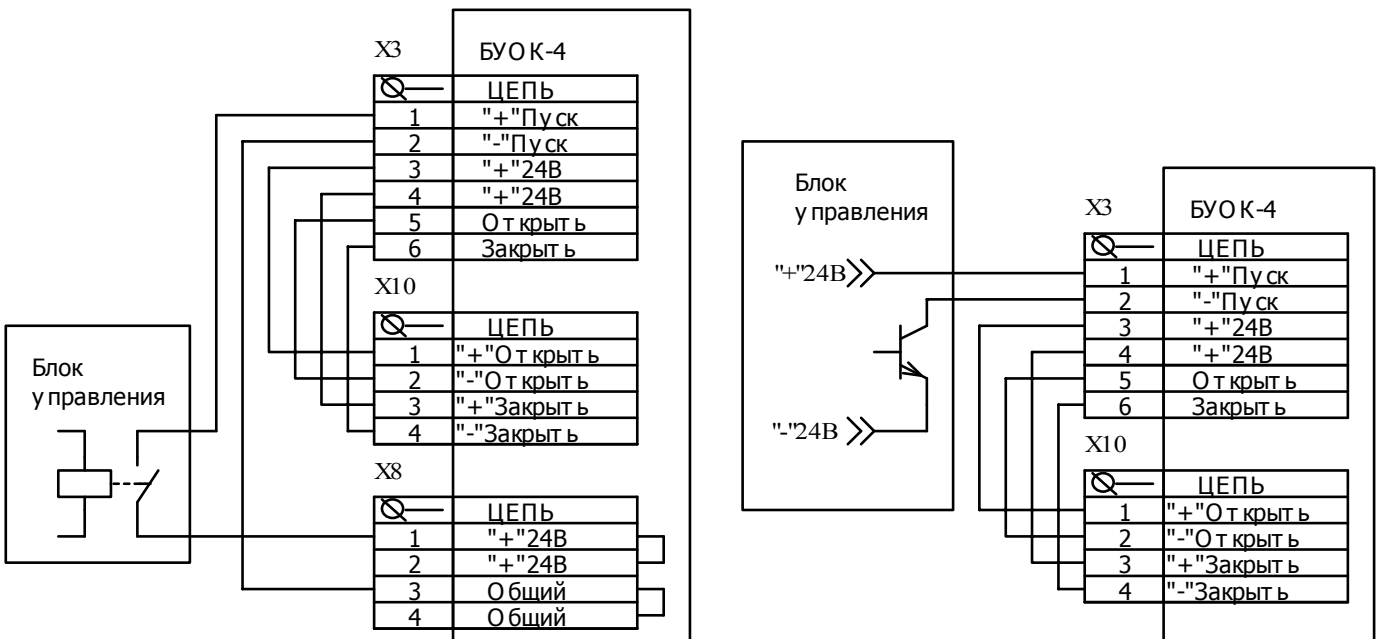 X3 БУОК-4
ЦЕПЬ
1 "+"Пуск
2 "-"Пуск
3 "+"24В
4 "+"24В
5 Открыть
6 Закрыть
X10
ЦЕПЬ
1 "+"Открыть
2 "-"Открыть
3 "+"Закрыть
4 "-"Закрыть
X8
ЦЕПЬ
1 "+"24В
2 "+"24В
3 Общий
4 Общий
Блок
управления
Блок
управления
"+"24В
"-"24В
X3 БУОК-4
ЦЕПЬ
1 "+"Пуск
2 "-"Пуск
3 "+"24В
4 "+"24В
5 Открыть
6 Закрыть
X10
ЦЕПЬ
1 "+"Открыть
2 "-"Открыть
3 "+"Закрыть
4 "-"Закрыть